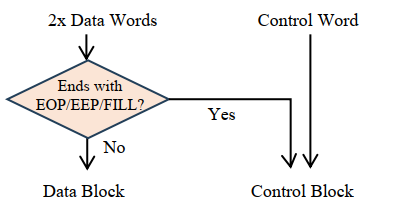 2x Data Words
Control Word
Ends with
EOP/EEP/FILL?
Yes
No
Data Block
Control Block